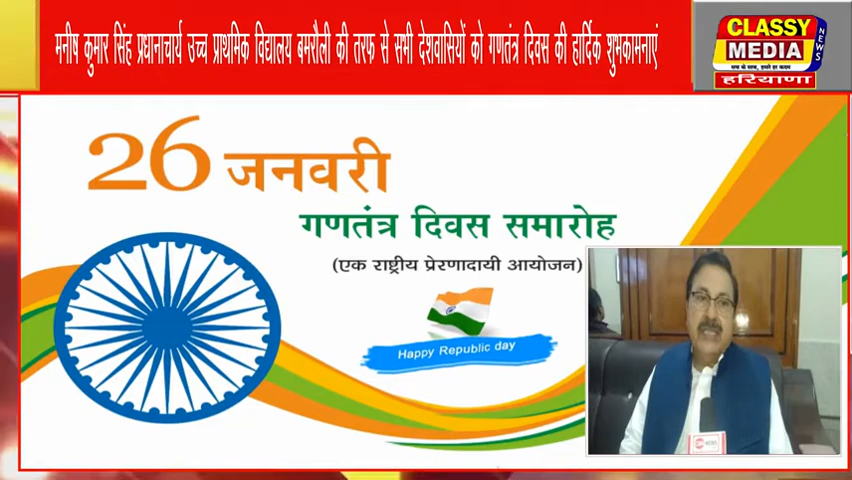 मनीष कुमार सिंह प्रधानाचार्य उच्च प्राथमिक विद्यालय बमरौली की तरफ से सभी देशवासियों को गणतंत्र दिवस की हार्दिक शुभकामनाएं
CLASSY
MEDIA
NEWS
हरियाणा
26 जनवरी
गणतंत्र दिवस समारोह
(एक राष्ट्रीय प्रेरणादायी आयोजन)
Happy Republic day
NEWS